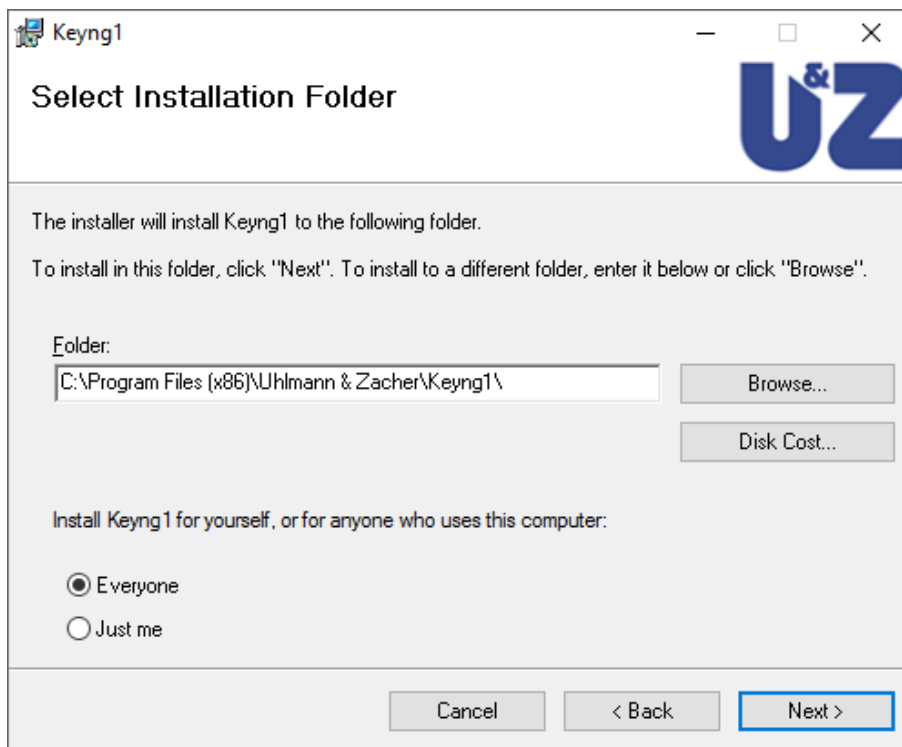 Keyng1
Select Installation Folder
U&Z
The installer will install Keyng1 to the following folder.
To install in this folder, click "Next". To install to a different folder, enter it below or click "Browse".
Folder:
C:\Program Files (x86)\Uhlmann & Zacher\Keyng1\
Browse...
Disk Cost...
Install Keyng1 for yourself, or for anyone who uses this computer:
Everyone
Just me
Cancel
< Back
Next >